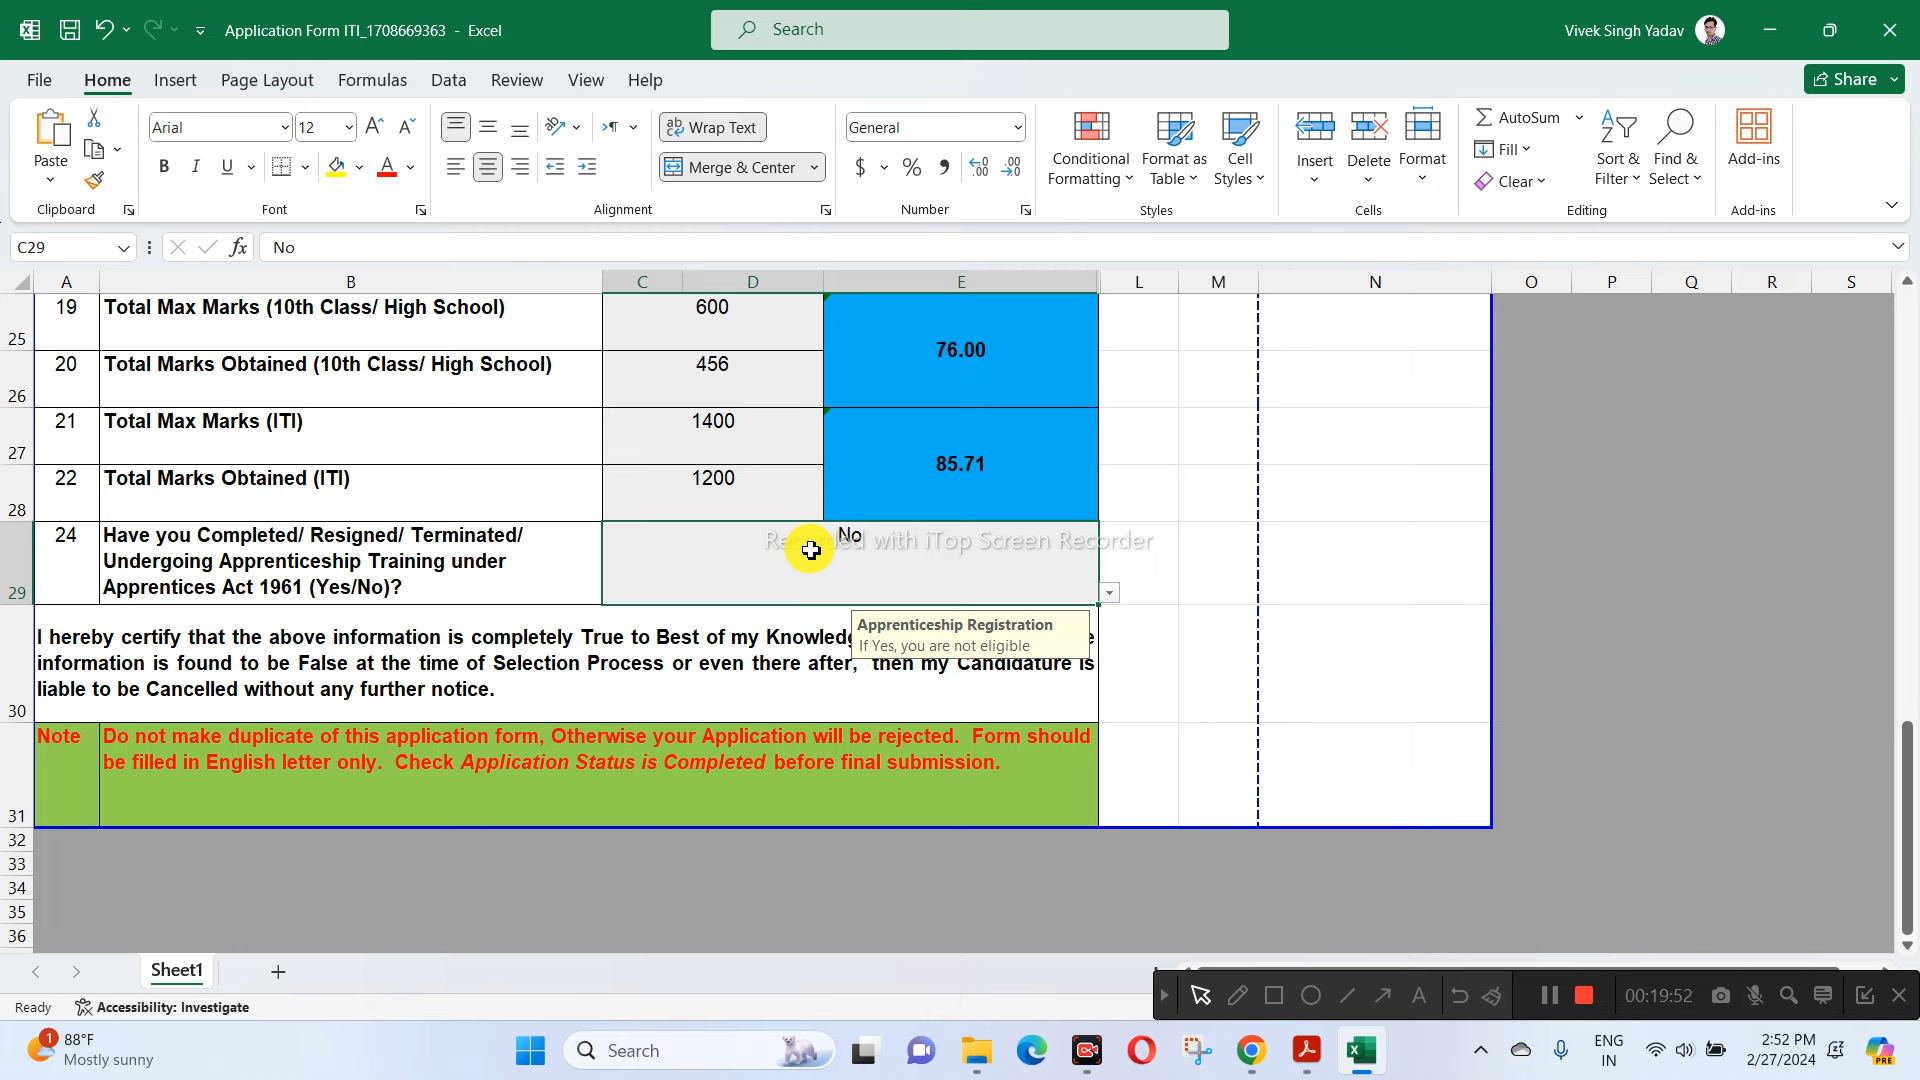 Application Form ITI_1708669363 - Excel
Search
Vivek Singh Yadav
File Home Insert Page Layout Formulas Data Review View Help
Share
Paste
Arial 12
Wrap Text
General
Conditional Formatting
Format as Table
Cell Styles
Insert Delete Format
AutoSum
Fill
Clear
Sort & Filter
Find & Select
Add-ins
B I U
Merge & Center
$ %
Clipboard Font Alignment Number Styles Cells Editing Add-ins
C29 fx No
A B C D E L M N O P Q R S
25 19 Total Max Marks (10th Class/ High School) 600
76.00
26 20 Total Marks Obtained (10th Class/ High School) 456
27 21 Total Max Marks (ITI) 1400
85.71
28 22 Total Marks Obtained (ITI) 1200
29 24 Have you Completed/ Resigned/ Terminated/ No
Undergoing Apprenticeship Training under
Apprentices Act 1961 (Yes/No)?
Recorded with iTop Screen Recorder
Apprenticeship Registration
If Yes, you are not eligible
30 I hereby certify that the above information is completely True to Best of my
information is found to be False at the time of Selection Process or even there after, then my Candidature is
liable to be Cancelled without any further notice.
31 Note Do not make duplicate of this application form, Otherwise your Application will be rejected. Form should
be filled in English letter only. Check Application Status is Completed before final submission.
32
33
34
35
36
Sheet1
Ready Accessibility: Investigate
00:19:52
88°F
Mostly sunny
Search
ENG
IN
2:52 PM
2/27/2024
PRE